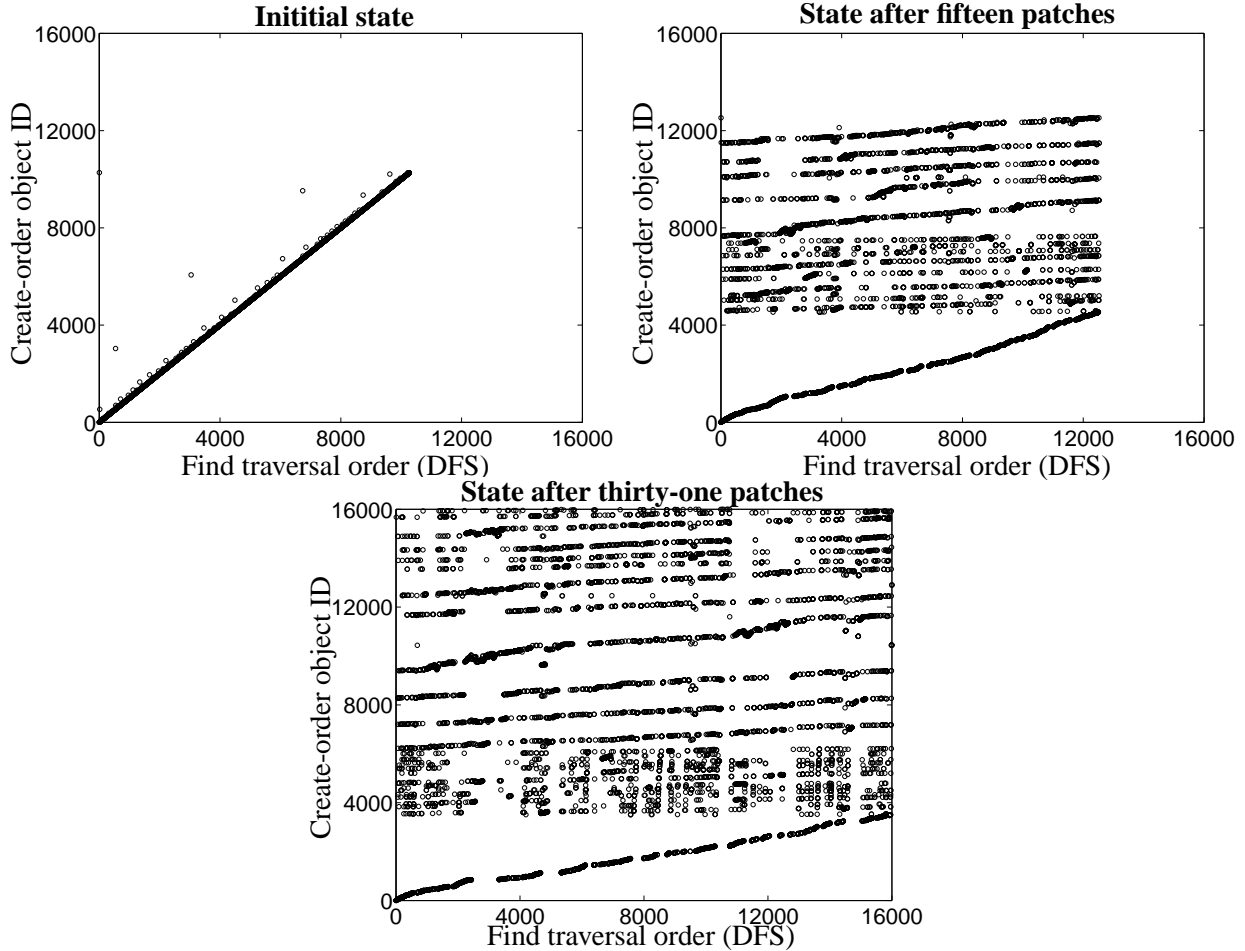 Inititial state
16000
12000
8000
4000
0
Create-order object ID
0 4000 8000 12000 16000
Find traversal order (DFS)
State after fifteen patches
16000
12000
8000
4000
0
Create-order object ID
0 4000 8000 12000 16000
Find traversal order (DFS)
State after thirty-one patches
16000
12000
8000
4000
0
Create-order object ID
0 4000 8000 12000 16000
Find traversal order (DFS)